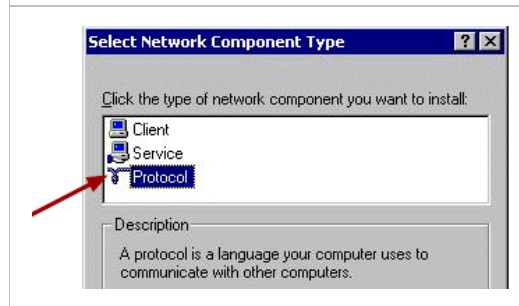 Select Network Component Type
Click the type of network component you want to install:
Client
Service
Protocol
Description
A protocol is a language your computer uses to
communicate with other computers.